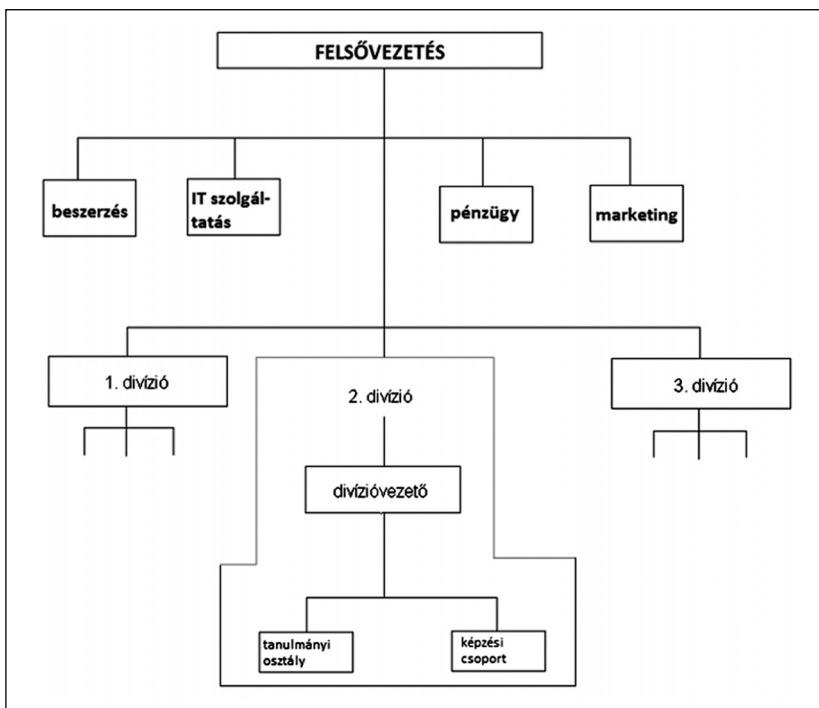 FELSŐVEZETÉS
beszerzés
IT szolgál-
tatás
pénzügy
marketing
1. divízió
2. divízió
3. divízió
divízióvezető
tanulmányi
osztály
képzési
csoport